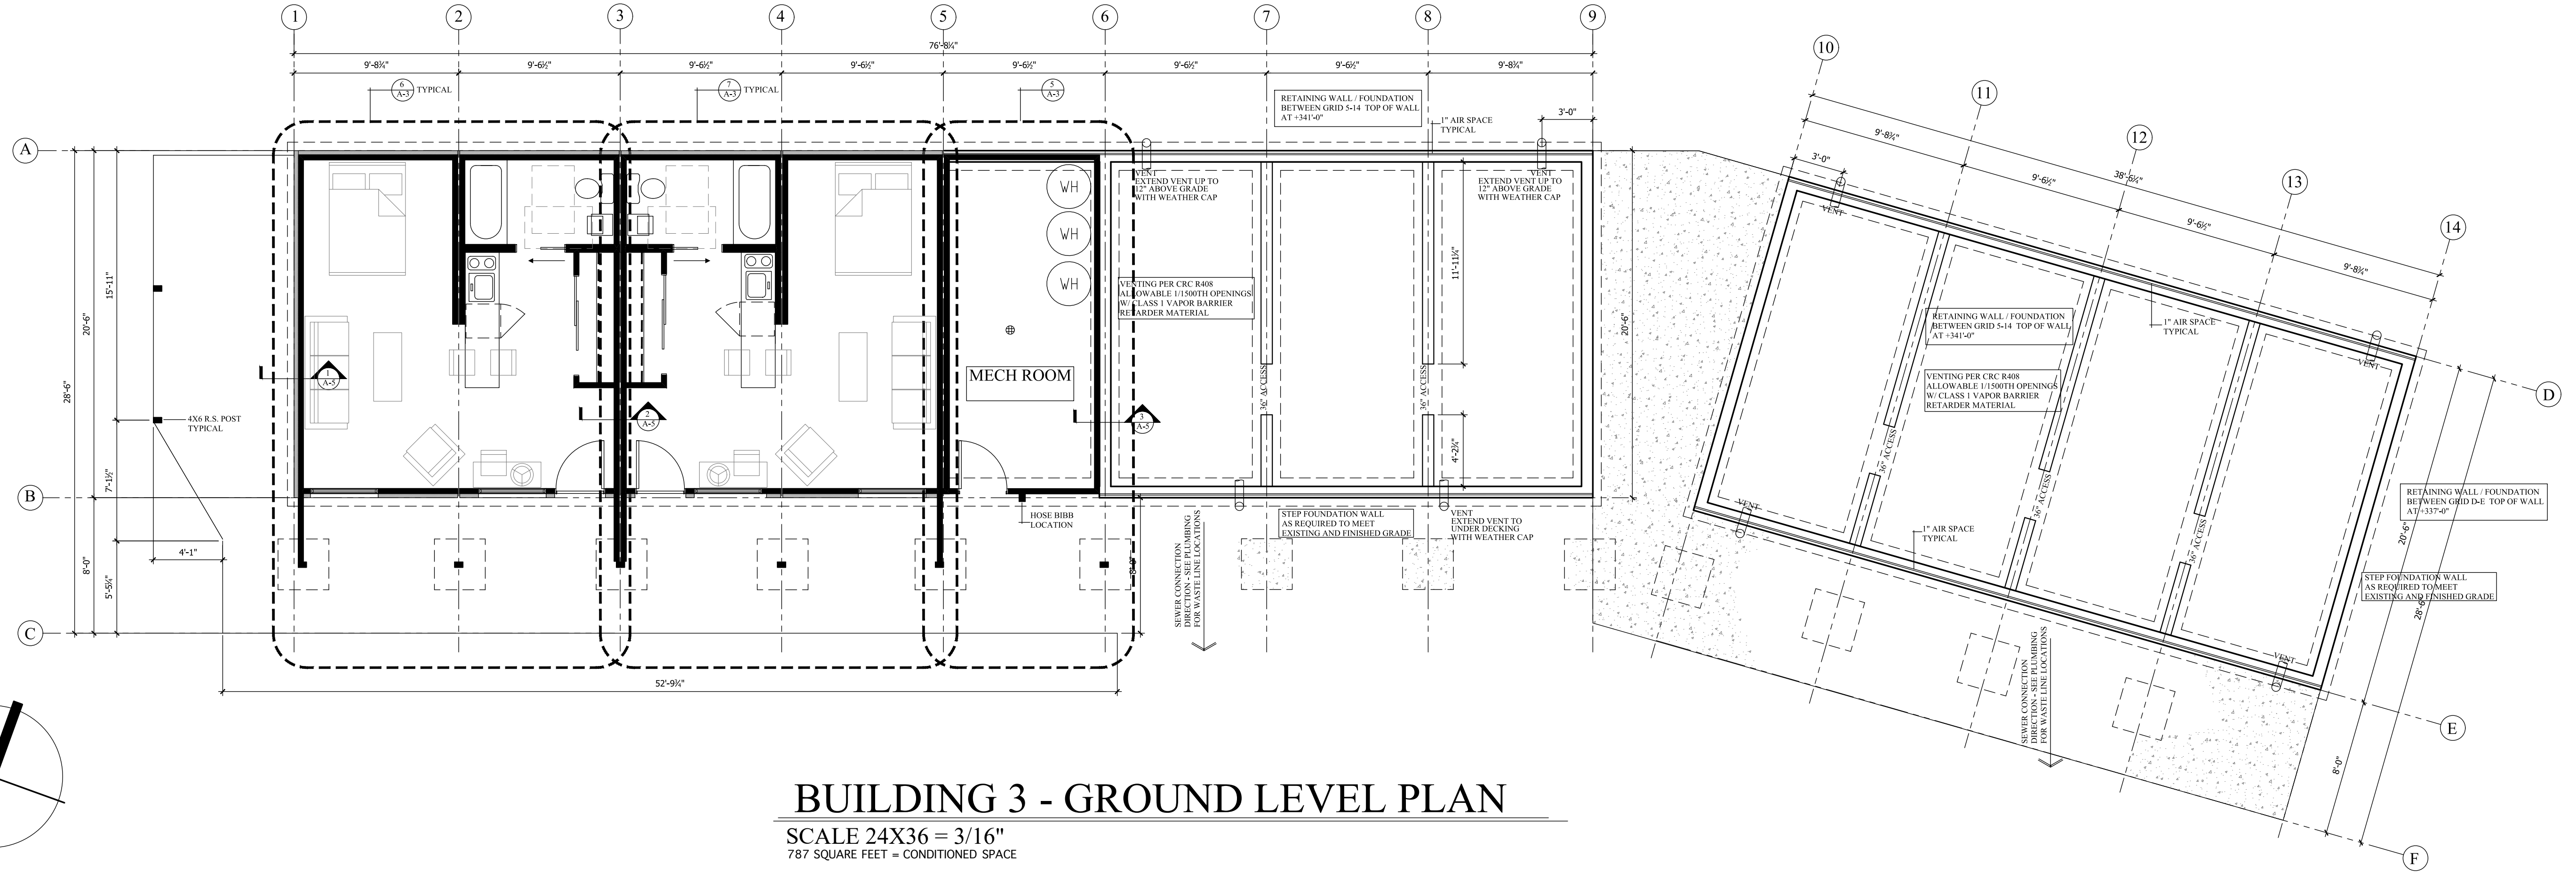 1 2 3 4 5 6 7 8 9
76'-8¾"
9'-8¾" 9'-6½" 9'-6½" 9'-6½" 9'-6½" 9'-6½" 9'-6½" 9'-8¾"
6
A-3
TYPICAL
7
A-3
TYPICAL
5
A-3
RETAINING WALL / FOUNDATION
BETWEEN GRID 5-14 TOP OF WALL
AT +341'-0"
1" AIR SPACE
TYPICAL
3'-0"
A
B
C
28'-6"
20'-6"
8'-0"
15'-11"
7'-1½"
5'-5¼"
4'-1"
4X6 R.S. POST
TYPICAL
1
A-5
2
A-5
3
A-5
WH
WH
WH
MECH ROOM
HOSE BIBB
LOCATION
VENT
EXTEND VENT UP TO
12" ABOVE GRADE
WITH WEATHER CAP
VENT
EXTEND VENT UP TO
12" ABOVE GRADE
WITH WEATHER CAP
VENTING PER CRC R408
ALLOWABLE 1/1500TH OPENINGS
W/ CLASS 1 VAPOR BARRIER
RETARDER MATERIAL
11'-11¼"
36" ACCESS
36" ACCESS
4'-2¾"
20'-6"
STEP FOUNDATION WALL
AS REQUIRED TO MEET
EXISTING AND FINISHED GRADE
VENT
EXTEND VENT TO
UNDER DECKING
WITH WEATHER CAP
8'-0"
SEWER CONNECTION
DIRECTION - SEE PLUMBING
FOR WASTE LINE LOCATIONS
52'-9¾"
10
11
12
13
14
38'-6¼"
9'-8¾"
9'-6½"
9'-6½"
9'-8¾"
3'-0"
VENT
VENT
RETAINING WALL / FOUNDATION
BETWEEN GRID 5-14 TOP OF WALL
AT +341'-0"
1" AIR SPACE
TYPICAL
VENTING PER CRC R408
ALLOWABLE 1/1500TH OPENINGS
W/ CLASS 1 VAPOR BARRIER
RETARDER MATERIAL
36" ACCESS
36" ACCESS
36" ACCESS
VENT
VENT
1" AIR SPACE
TYPICAL
D
RETAINING WALL / FOUNDATION
BETWEEN GRID D-E TOP OF WALL
AT +337'-0"
20'-6"
STEP FOUNDATION WALL
AS REQUIRED TO MEET
EXISTING AND FINISHED GRADE
28'-6"
SEWER CONNECTION
DIRECTION - SEE PLUMBING
FOR WASTE LINE LOCATIONS
E
8'-0"
F
BUILDING 3 - GROUND LEVEL PLAN
SCALE 24X36 = 3/16"
787 SQUARE FEET = CONDITIONED SPACE